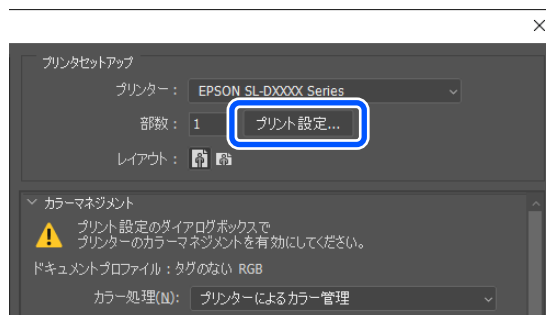 プリンタセットアップ
プリンター： EPSON SL-DXXXX Series
部数： 1 プリント設定...
レイアウト：
カラーマネジメント
プリント設定のダイアログボックスで
プリンターのカラーマネジメントを有効にしてください。
ドキュメントプロファイル：タグのない RGB
カラー処理(N)： プリンターによるカラー管理